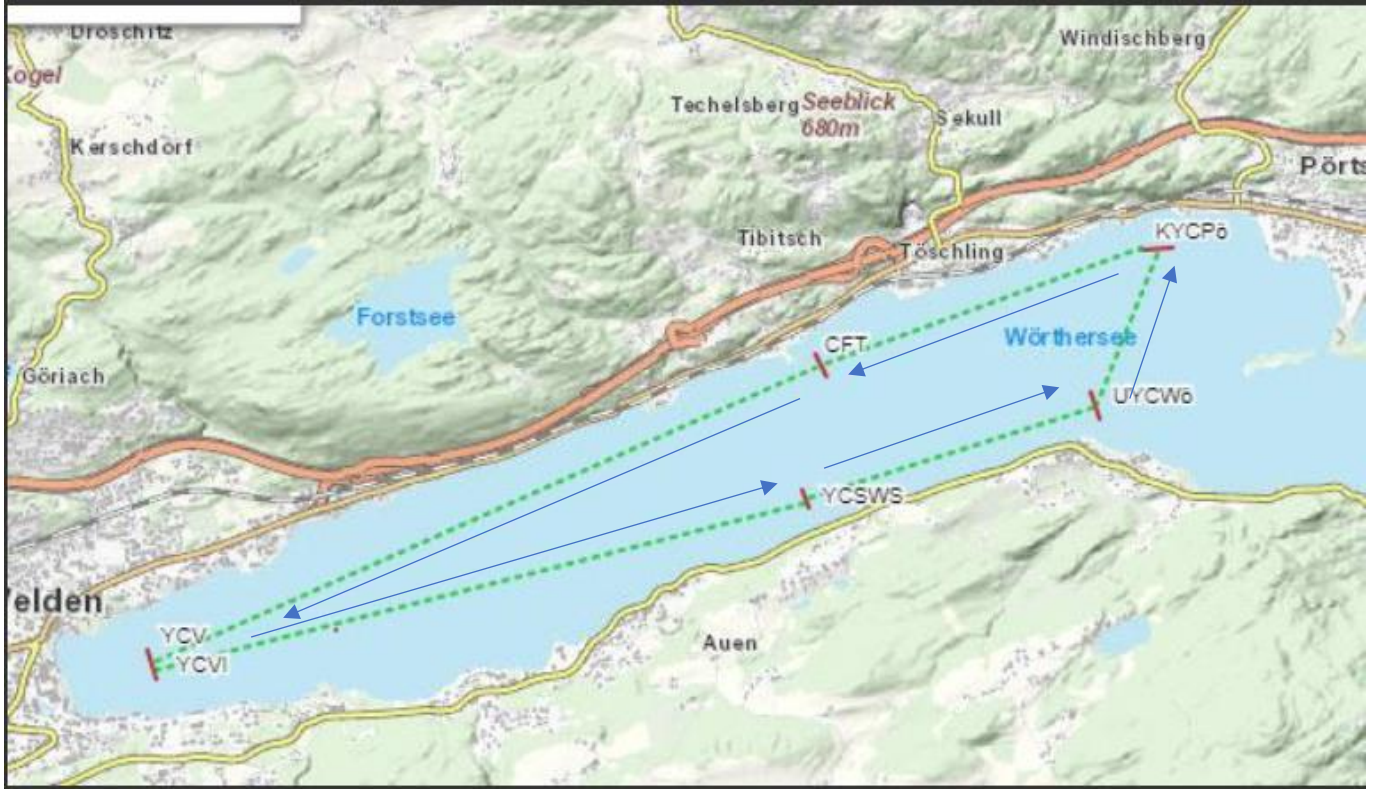 Droschitz
Windischberg
Kogel
Techelsberg
Seeblick
680m
Sekull
Kerschdorf
Pörts
KYCPö
Tibitsch
Töschling
Forstsee
Wörthersee
CFT
Göriach
UYCWö
YCSWS
Velden
YCV
YCVI
Auen